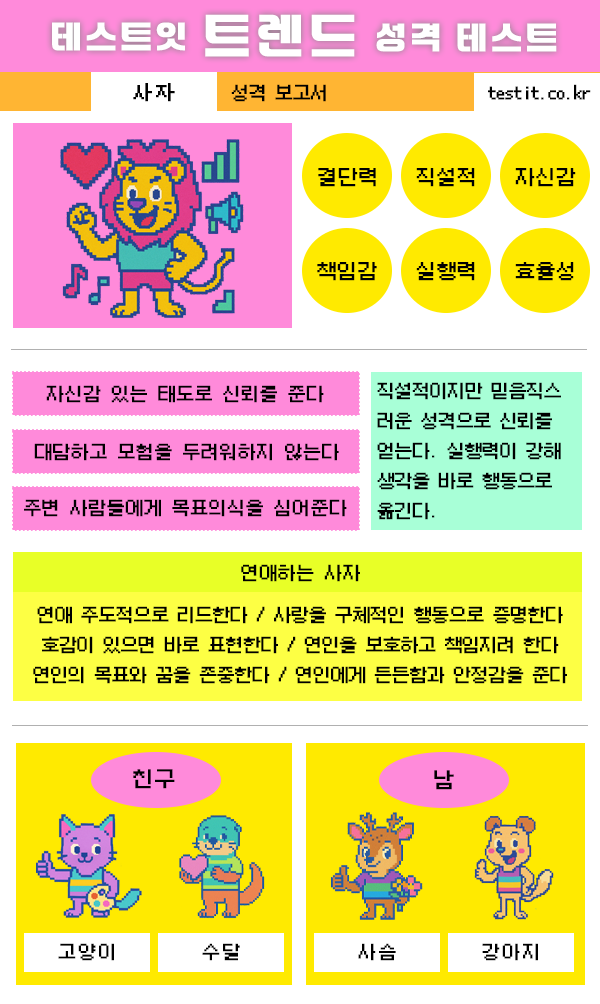 테스트잇 트렌드 성격 테스트
사자
성격 보고서
testit.co.kr
결단력
직설적
자신감
책임감
실행력
효율성
자신감 있는 태도로 신뢰를 준다
대담하고 모험을 두려워하지 않는다
주변 사람들에게 목표의식을 심어준다
직설적이지만 믿음직스
러운 성격으로 신뢰를
얻는다. 실행력이 강해
생각을 바로 행동으로
옮긴다.
연애하는 사자
연애 주도적으로 리드한다 / 사랑을 구체적인 행동으로 증명한다
호감이 있으면 바로 표현한다 / 연인을 보호하고 책임지려 한다
연인의 목표와 꿈을 존중한다 / 연인에게 든든함과 안정감을 준다
친구
남
고양이
수달
사슴
강아지